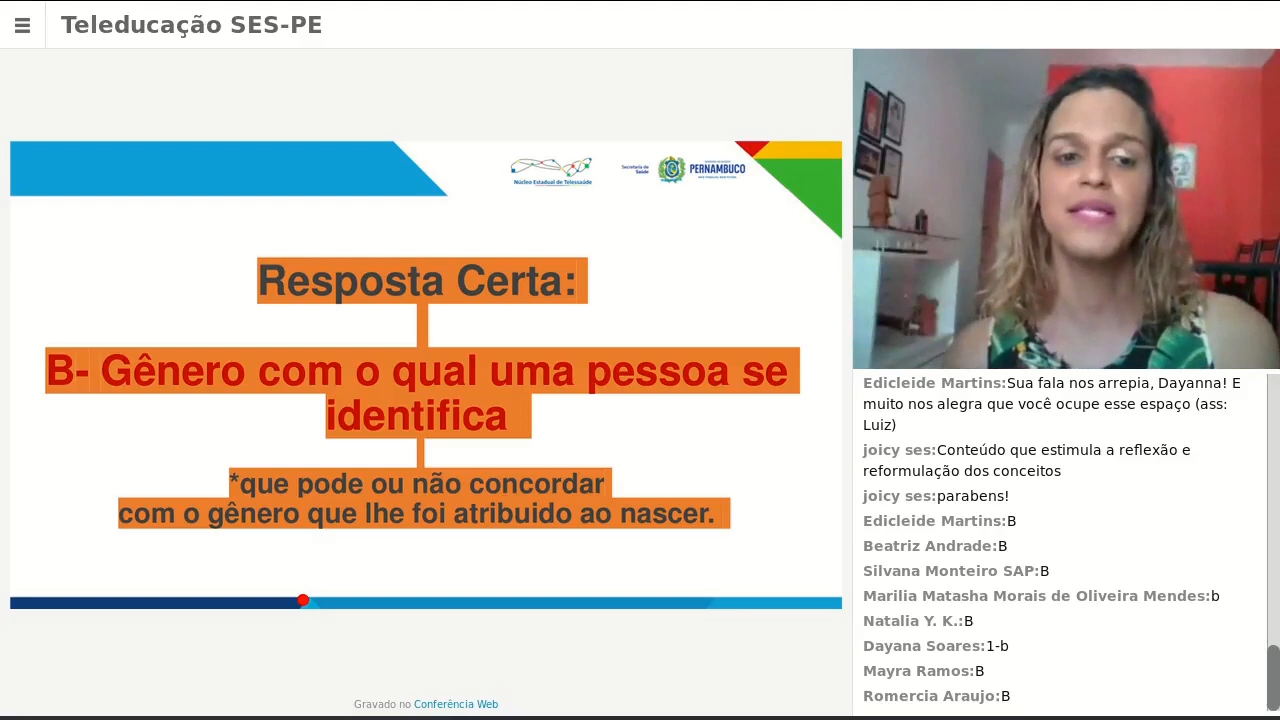 Teleducação SES-PE
Núcleo Estadual de Telessaúde
Secretaria de
Saúde
PERNAMBUCO
Resposta Certa:
B- Gênero com o qual uma pessoa se
identifica
*que pode ou não concordar
com o gênero que lhe foi atribuido ao nascer.
Gravado no Conferência Web
Edicleide Martins:Sua fala nos arrepia, Dayanna! E
muito nos alegra que você ocupe esse espaço (ass:
Luiz)
joicy ses:Conteúdo que estimula a reflexão e
reformulação dos conceitos
joicy ses:parabens!
Edicleide Martins:B
Beatriz Andrade:B
Silvana Monteiro SAP:B
Marilia Matasha Morais de Oliveira Mendes:b
Natalia Y. K.:B
Dayana Soares:1-b
Mayra Ramos:B
Romercia Araujo:B